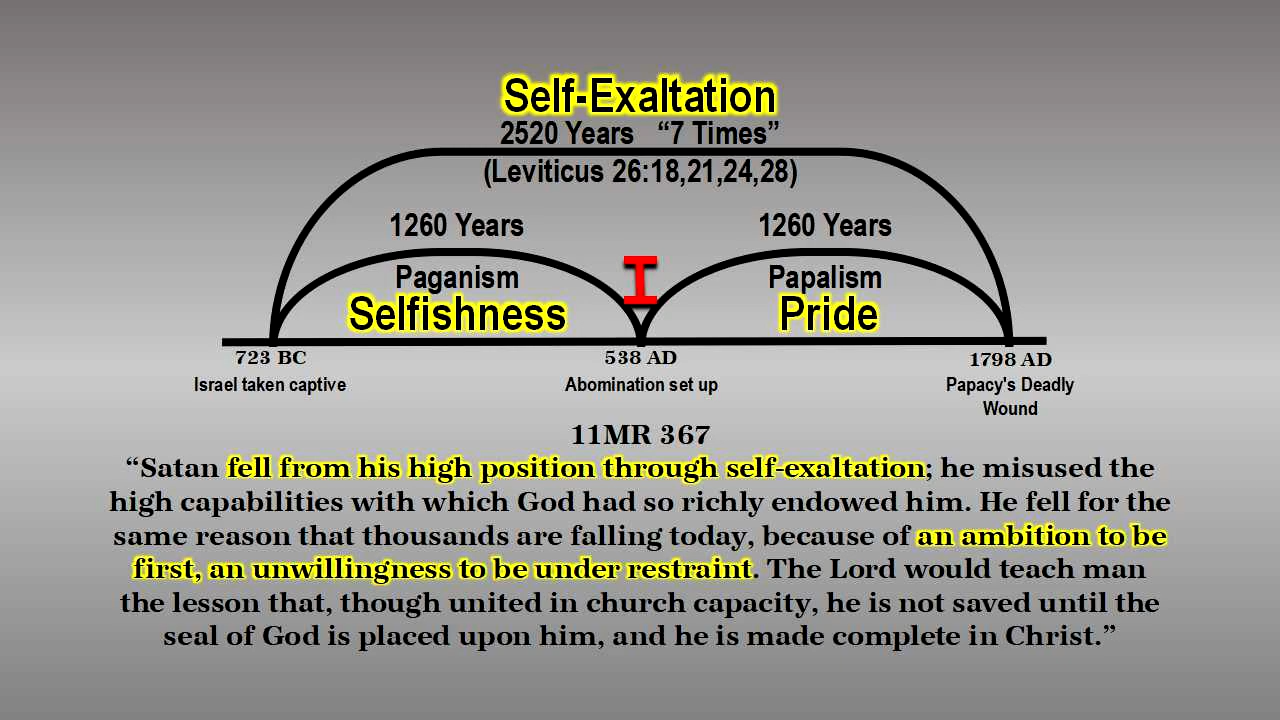 Self-Exaltation
2520 Years “7 Times”
(Leviticus 26:18,21,24,28)
1260 Years
1260 Years
Paganism
I
Papalism
Selfishness
Pride
723 BC
538 AD
1798 AD
Israel taken captive
Abomination set up
Papacy's Deadly
Wound
11MR 367
“Satan fell from his high position through self-exaltation; he misused the
high capabilities with which God had so richly endowed him. He fell for the
same reason that thousands are falling today, because of an ambition to be
first, an unwillingness to be under restraint. The Lord would teach man
the lesson that, though united in church capacity, he is not saved until the
seal of God is placed upon him, and he is made complete in Christ.”